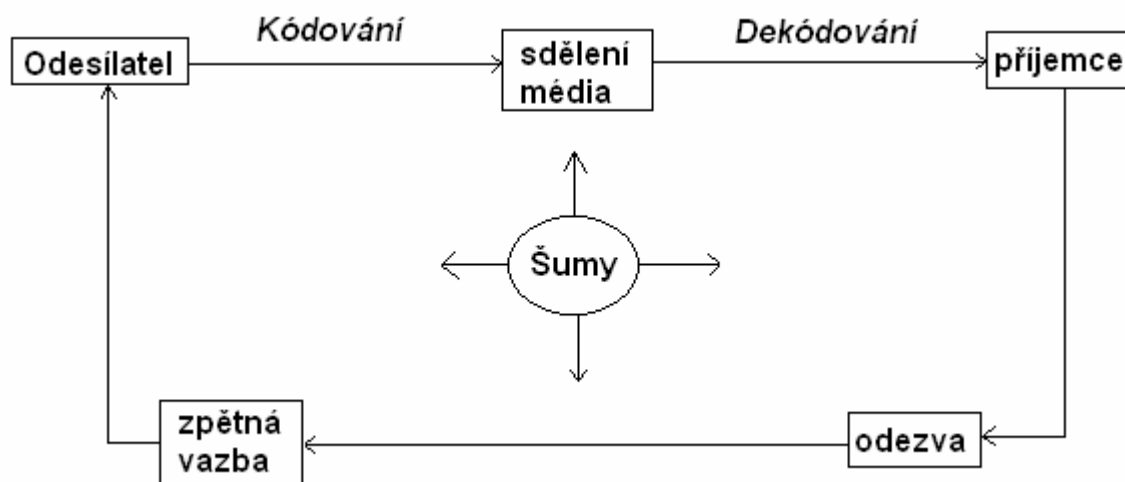 Kódování
Dekódování
Odesílatel
sdělení
média
příjemce
Šumy
zpětná
vazba
odezva